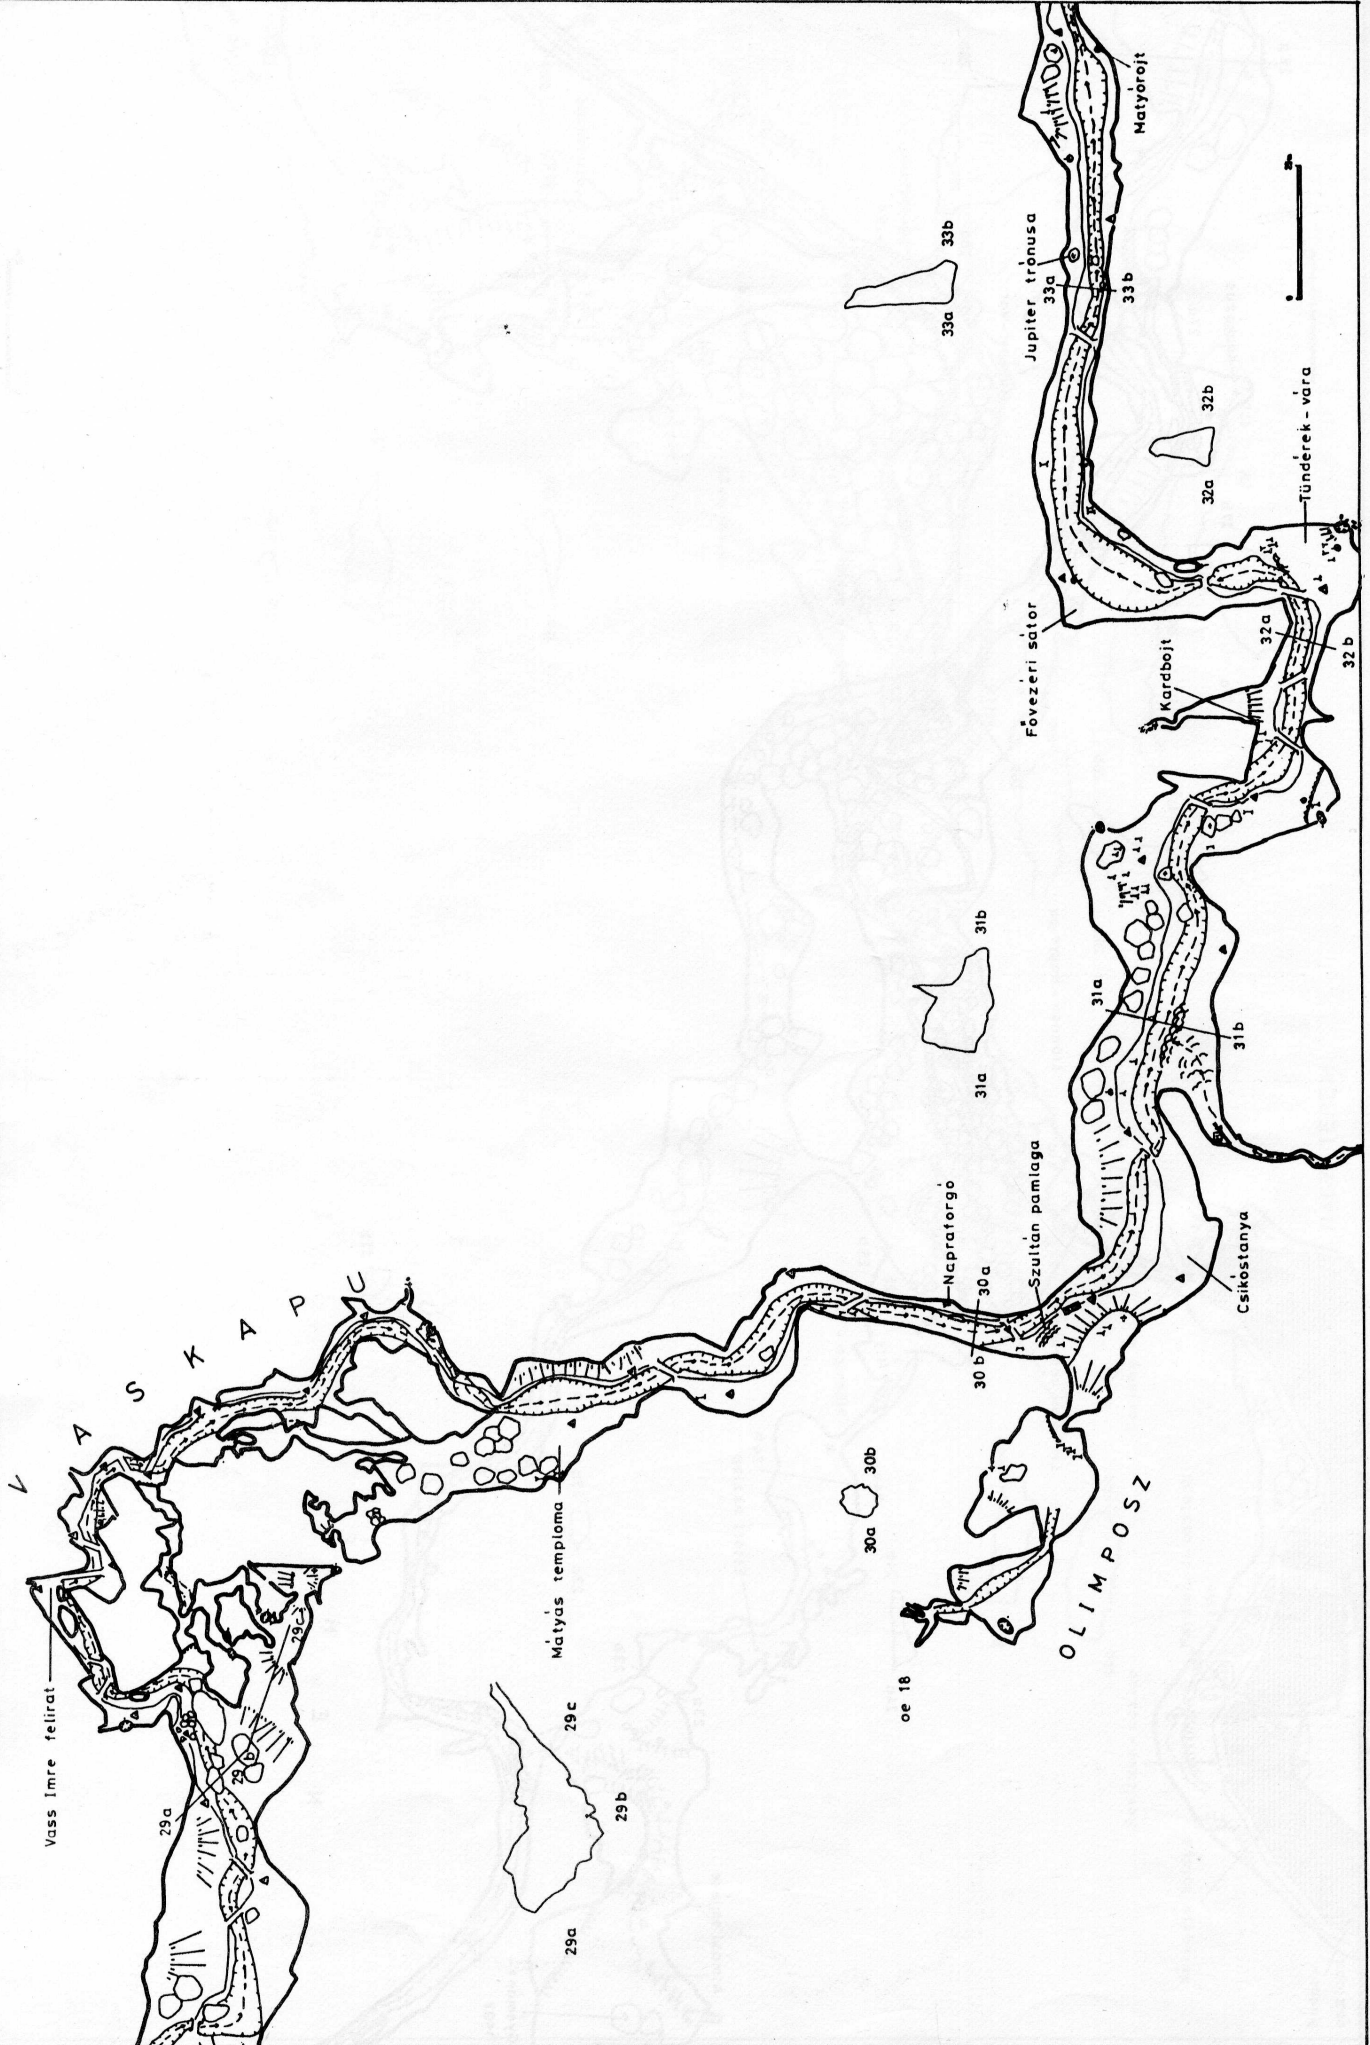 Vass Imre felirat
VASKAPU
29a
29b
29c
29a
29b
29c
Mátyás temploma
oe 18
OLIMPOSZ
30a
30b
30b
30a
Napraforgó
Szultán pamlaga
Csikóstanya
31a
31b
31a
31b
Kardbojt
Fővezéri sátor
32a
32b
32a
32b
Tündérek-vára
Jupiter trónusa
33a
33b
33a
33b
Matyórojt
0